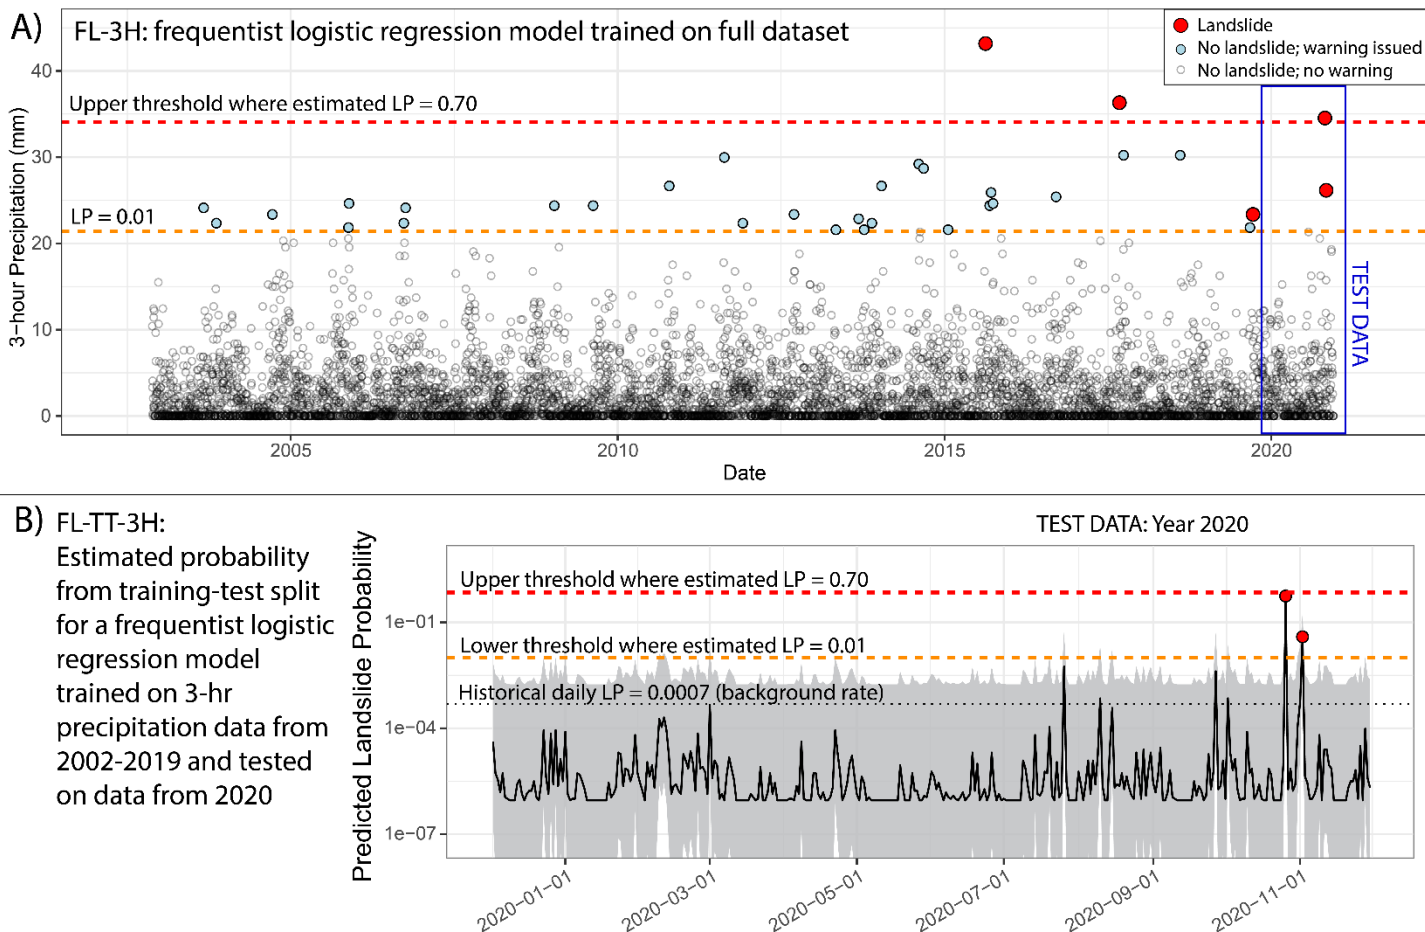 A)
FL-3H: frequentist logistic regression model trained on full dataset
Landslide
No landslide; warning issued
No landslide; no warning
Upper threshold where estimated LP = 0.70
LP = 0.01
TEST DATA
3−hour Precipitation (mm)
40
30
20
10
0
2005
2010
2015
2020
Date
B)
FL-TT-3H:
Estimated probability
from training-test split
for a frequentist logistic
regression model
trained on 3-hr
precipitation data from
2002-2019 and tested
on data from 2020
TEST DATA: Year 2020
Predicted Landslide Probability
Upper threshold where estimated LP = 0.70
Lower threshold where estimated LP = 0.01
Historical daily LP = 0.0007 (background rate)
1e−01
1e−04
1e−07
2020−01−01
2020−03−01
2020−05−01
2020−07−01
2020−09−01
2020−11−01